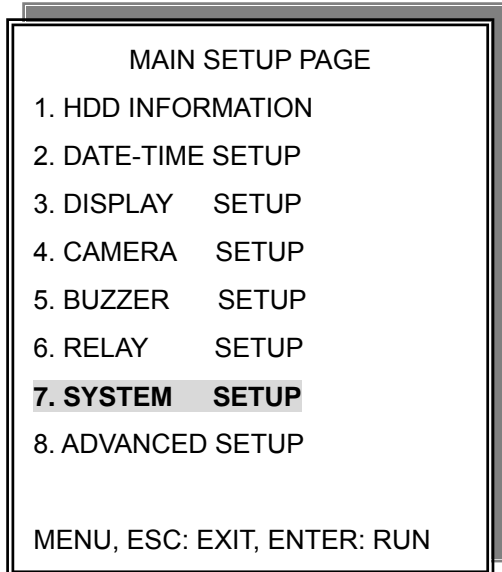 MAIN SETUP PAGE
1. HDD INFORMATION
2. DATE-TIME SETUP
3. DISPLAY SETUP
4. CAMERA SETUP
5. BUZZER SETUP
6. RELAY SETUP
7. SYSTEM SETUP
8. ADVANCED SETUP
MENU, ESC: EXIT, ENTER: RUN